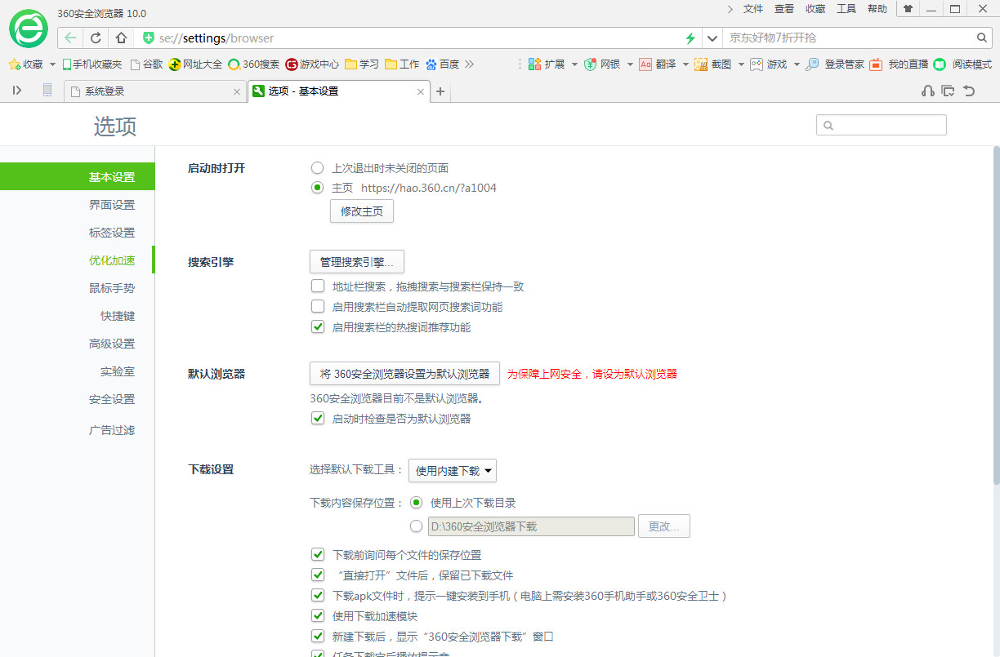 360安全浏览器 10.0
文件 查看 收藏 工具 帮助
se://settings/browser
京东好物7折开抢
收藏 手机收藏夹 谷歌 网址大全 360搜索 游戏中心 学习 工作 百度 扩展 网银 Aa 翻译 截图 游戏 登录管家 我的直播 阅读模式
系统登录
选项 - 基本设置
选项
基本设置
界面设置
标签设置
优化加速
鼠标手势
快捷键
高级设置
实验室
安全设置
广告过滤
启动时打开
上次退出时未关闭的页面
主页 https://hao.360.cn/?a1004
修改主页
搜索引擎
管理搜索引擎...
地址栏搜索，拖拽搜索与搜索栏保持一致
启用搜索栏自动提取网页搜索词功能
启用搜索栏的热搜词推荐功能
默认浏览器
将 360安全浏览器设置为默认浏览器 为保障上网安全，请设为默认浏览器
360安全浏览器目前不是默认浏览器。
启动时检查是否为默认浏览器
下载设置
选择默认下载工具： 使用内建下载
下载内容保存位置： 使用上次下载目录
D:\360安全浏览器下载 更改...
下载前询问每个文件的保存位置
“直接打开”文件后，保留已下载文件
下载apk文件时，提示一键安装到手机（电脑上需安装360手机助手或360安全卫士）
使用下载加速模块
新建下载后，显示“360安全浏览器下载”窗口
任务下载完后播放提示音